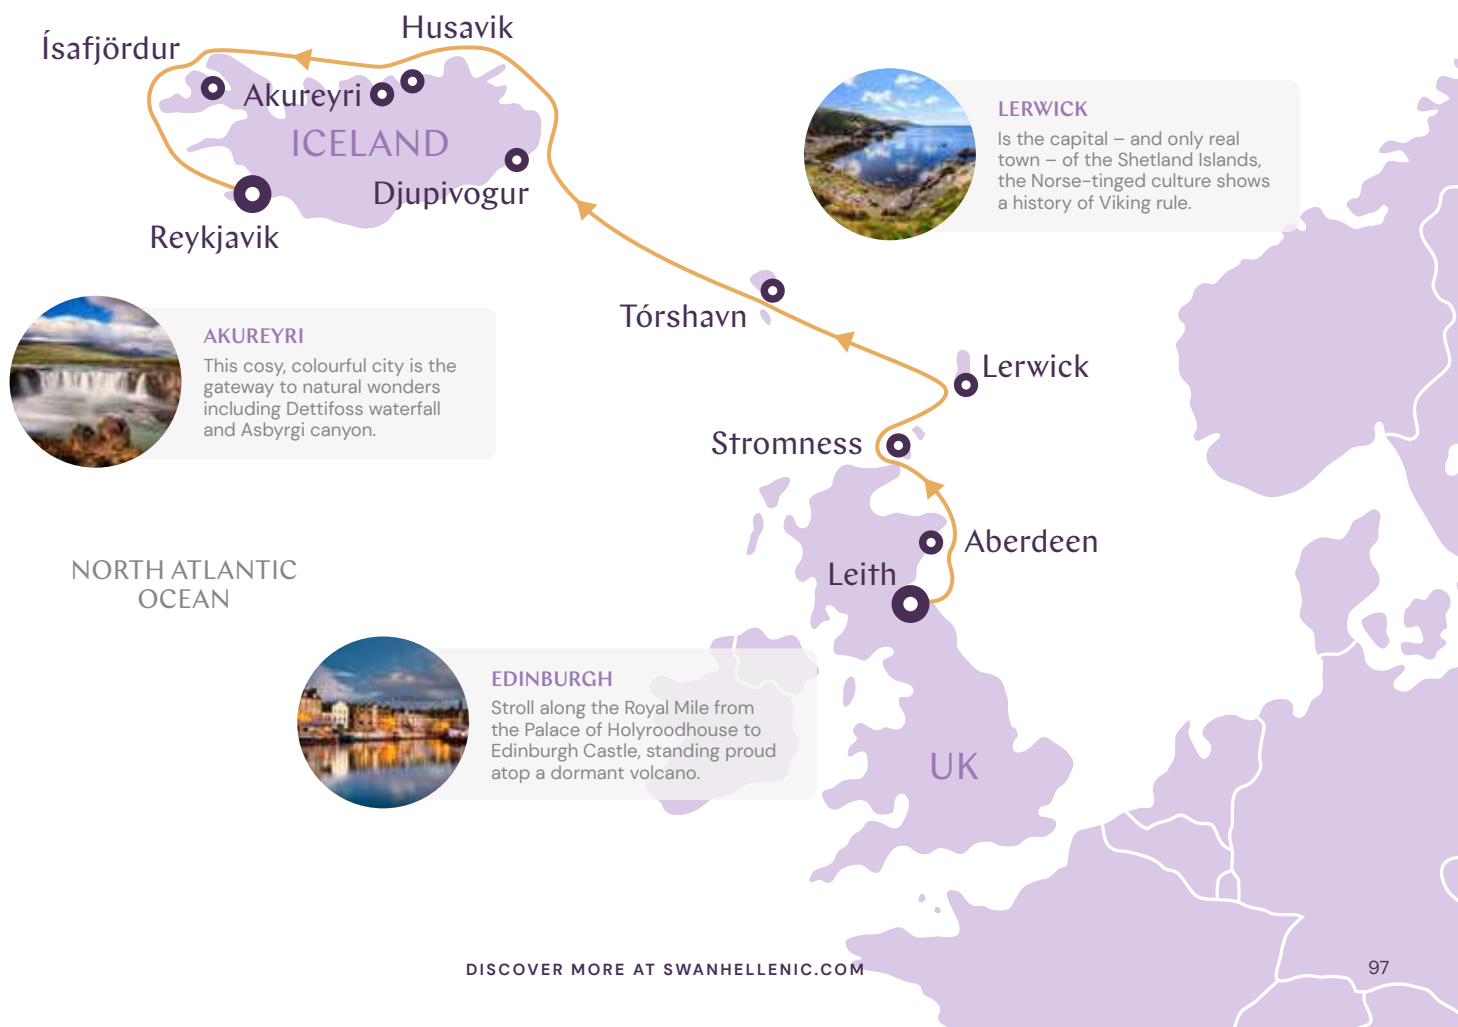 Husavik
Ísafjördur
Akureyri
ICELAND
Djupivogur
Reykjavik
LERWICK
Is the capital – and only real
town – of the Shetland Islands,
the Norse-tinged culture shows
a history of Viking rule.
Tórshavn
AKUREYRI
This cosy, colourful city is the
gateway to natural wonders
including Dettifoss waterfall
and Asbyrgi canyon.
Lerwick
Stromness
Aberdeen
Leith
NORTH ATLANTIC
OCEAN
EDINBURGH
Stroll along the Royal Mile from
the Palace of Holyroodhouse to
Edinburgh Castle, standing proud
atop a dormant volcano.
UK
DISCOVER MORE AT SWANHELLENIC.COM
97